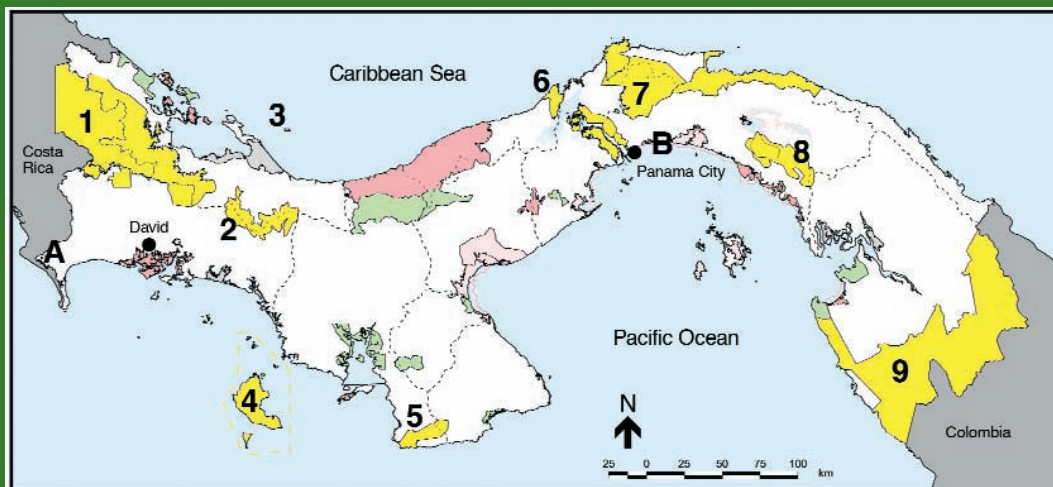 6
Caribbean Sea
7
3
1
B
8
Costa
Rica
Panama City
2
David
A
Pacific Ocean
9
4
5
N
Colombia
25 0 25 50 75 100
km